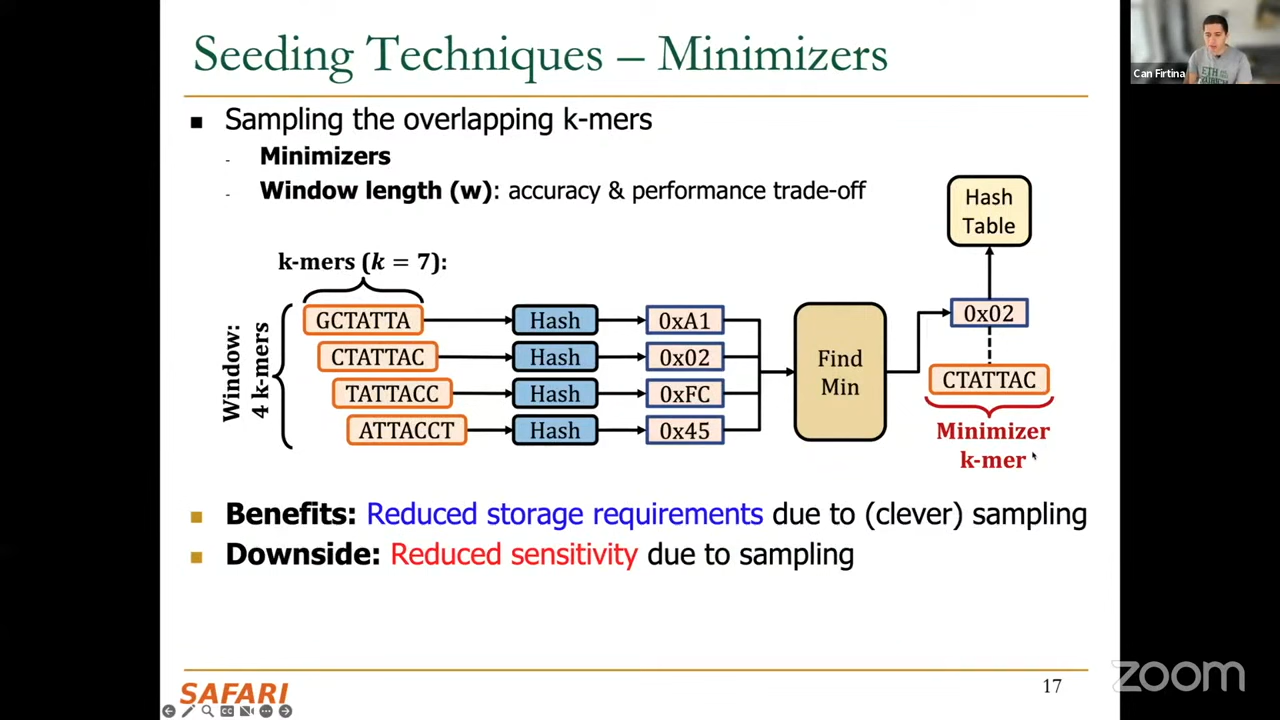 Seeding Techniques – Minimizers
Can Firtina
■ Sampling the overlapping k-mers
- Minimizers
- Window length (w): accuracy & performance trade-off
Hash
Table
k-mers (k = 7):
Window:
4 k-mers
GCTATTA
Hash
0xA1
CTATTAC
Hash
0x02
TATTACC
Hash
0xFC
ATTACCT
Hash
0x45
Find
Min
0x02
CTATTAC
Minimizer
k-mer
■ Benefits: Reduced storage requirements due to (clever) sampling
■ Downside: Reduced sensitivity due to sampling
SAFARI
17
zoom